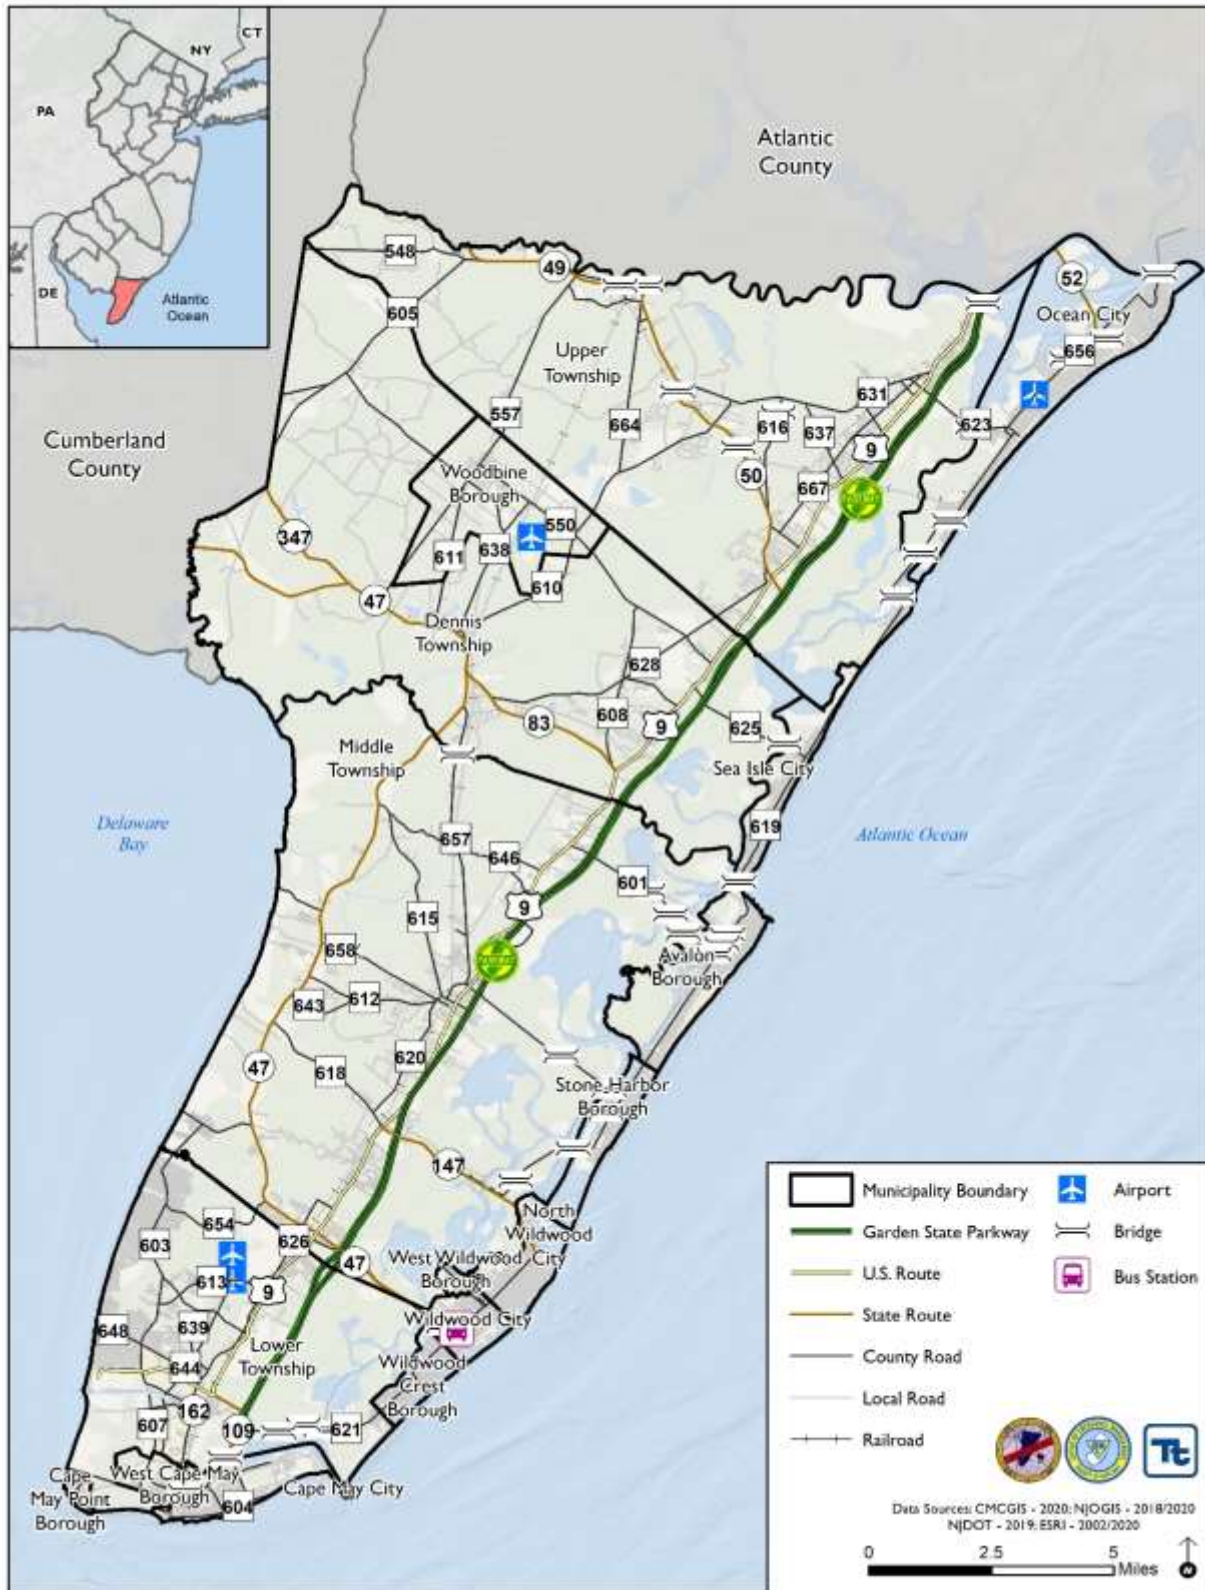 CT
NY
PA
DE
Atlantic
Ocean
Atlantic
County
548
49
52
605
Ocean City
656
Upper
Township
631
557
616
637
623
664
9
Cumberland
County
Woodbine
Borough
50
667
550
347
611
638
610
47
Dennis
Township
628
608
83
9
625
Middle
Township
Sea Isle City
Delaware
Bay
619
Atlantic Ocean
657
646
601
9
615
658
Avalon
Borough
643
612
620
47
618
Stone Harbor
Borough
147
North
Wildwood
City
654
603
626
47
West Wildwood
Borough
613
9
648
639
Wildwood City
Lower
Township
644
Wildwood
Crest
Borough
162
607
109
621
Cape
May Point
Borough
West Cape May
Borough
Cape May City
604
Municipality Boundary
Airport
Garden State Parkway
Bridge
U.S. Route
Bus Station
State Route
County Road
Local Road
Railroad
Tt
Data Sources: CMCGIS - 2020; NJOGIS - 2018/2020
NJDOT - 2019; ESRI - 2002/2020
0 2.5 5
Miles
N